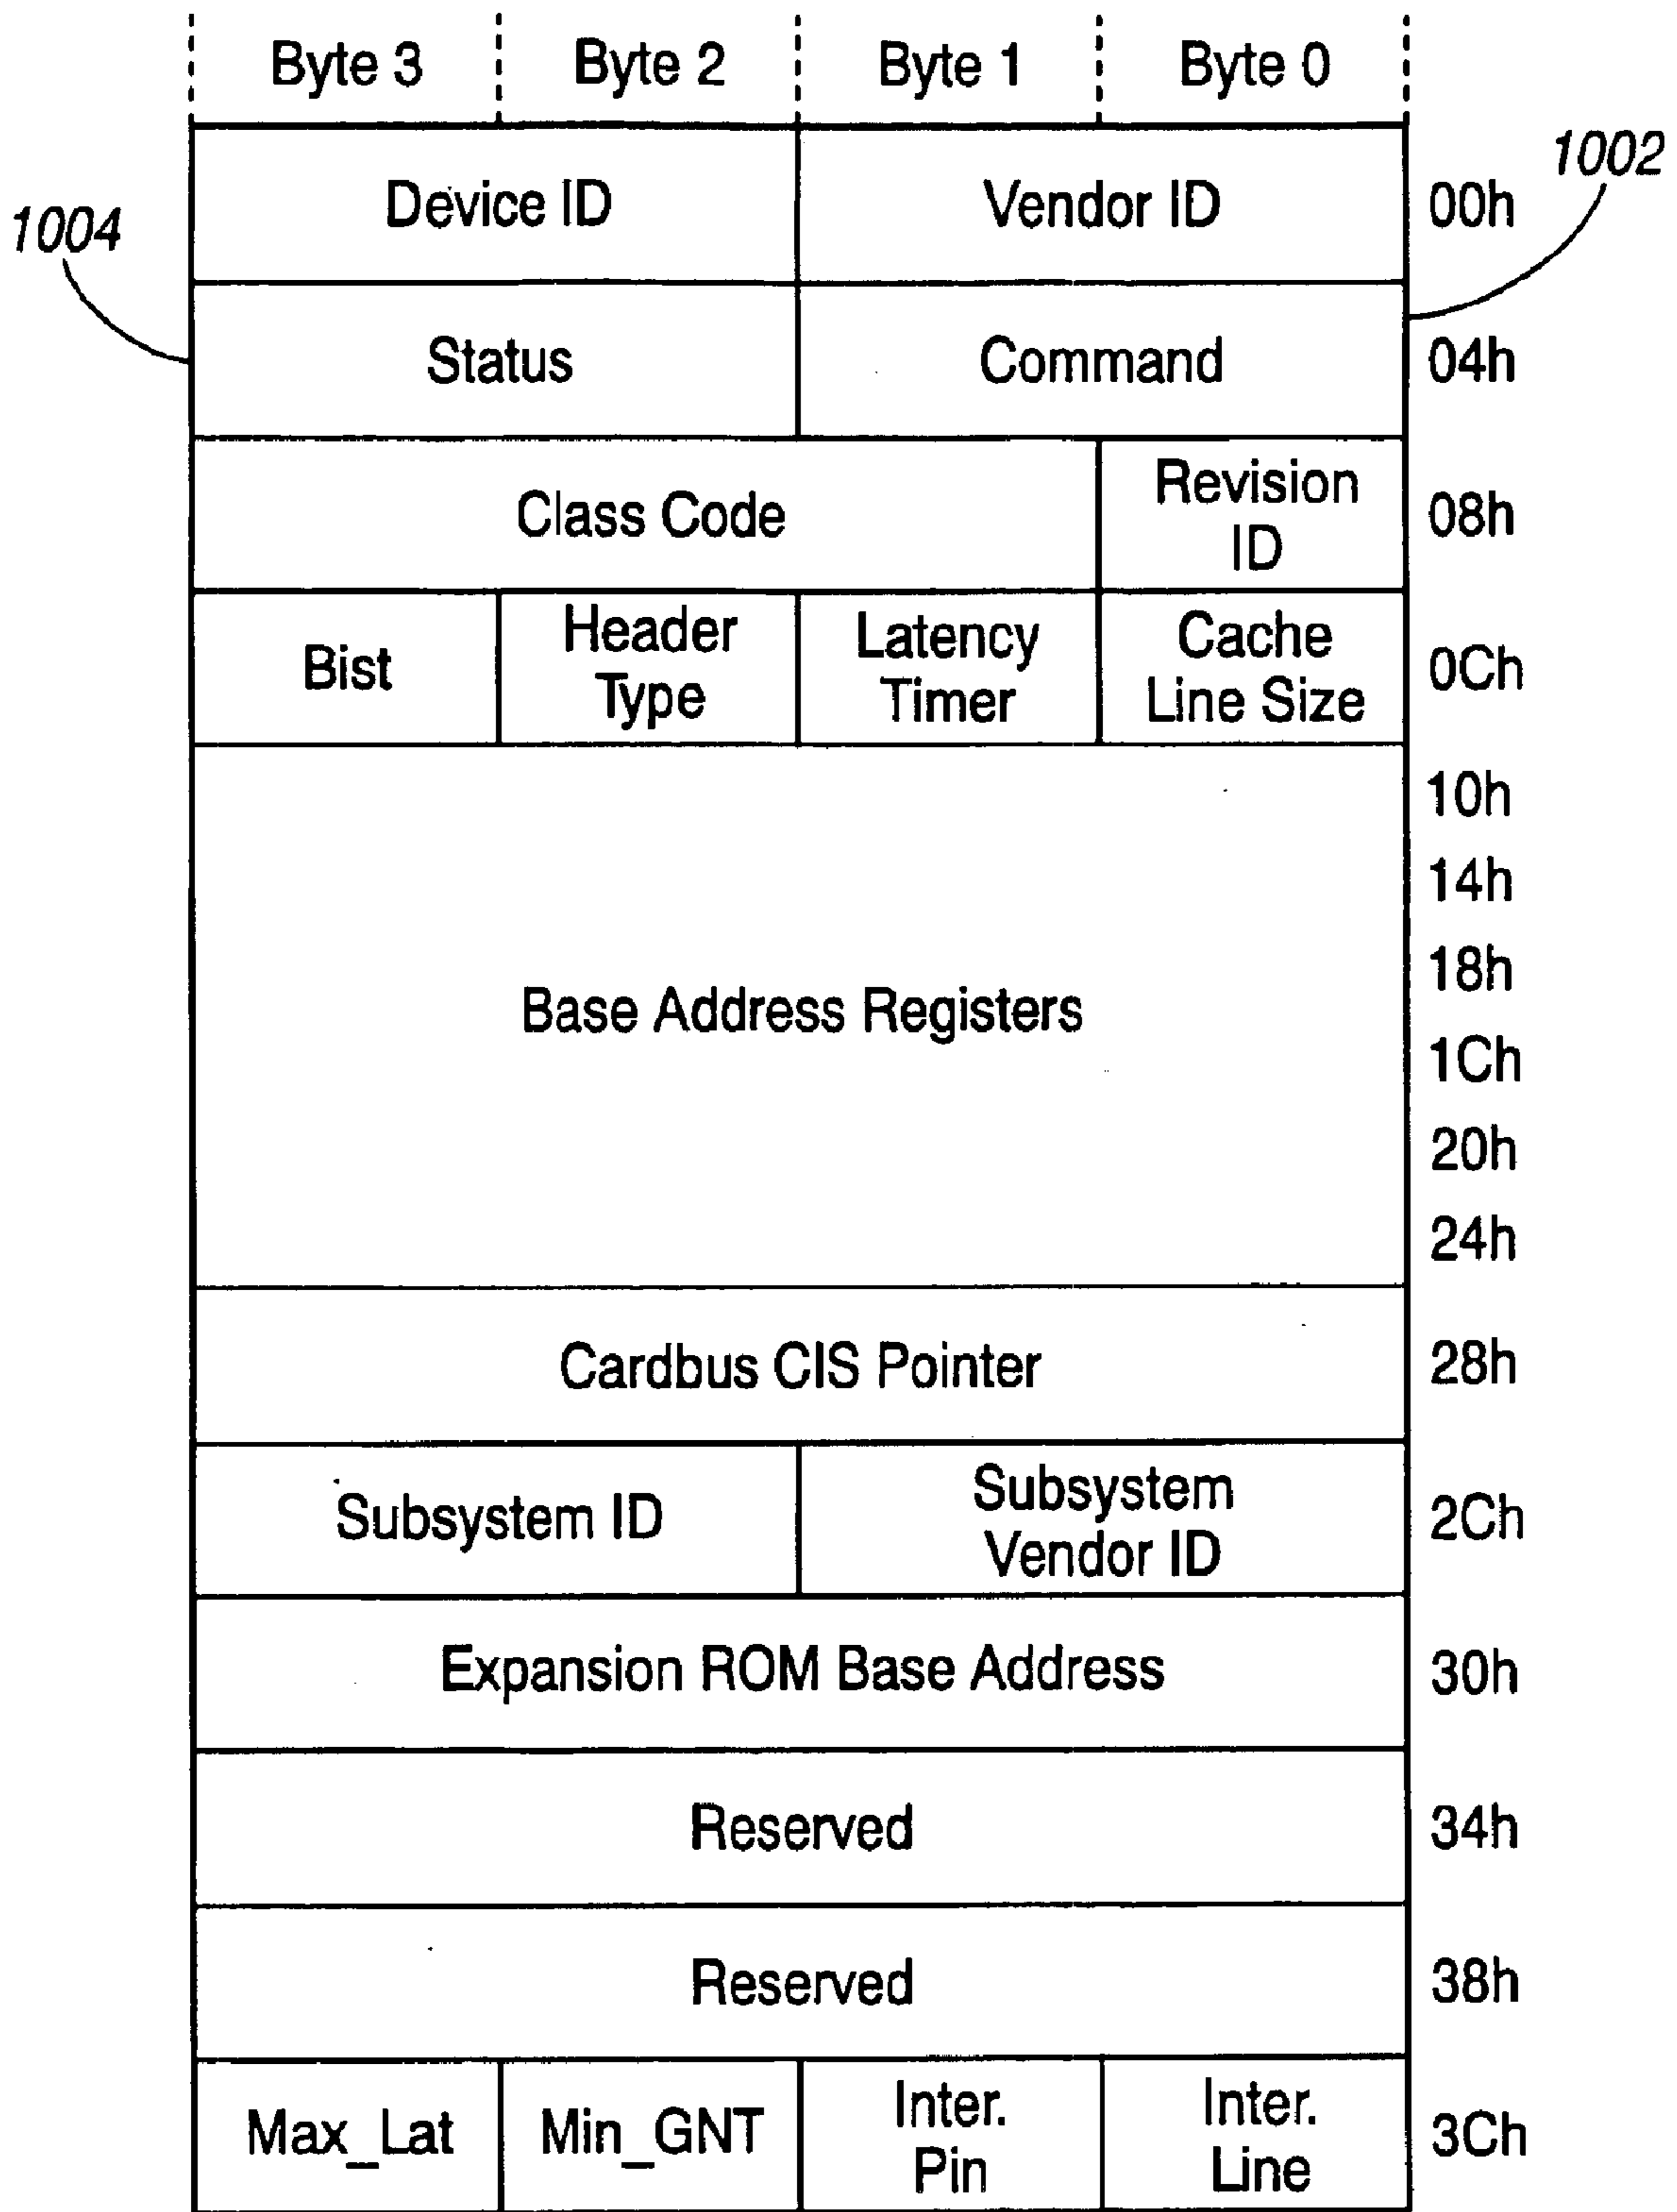 Byte 3 Byte 2 Byte 1 Byte 0
1002
Device ID Vendor ID 00h
1004
Status Command 04h
Class Code Revision ID 08h
Bist Header Type Latency Timer Cache Line Size 0Ch
10h
14h
18h
Base Address Registers
1Ch
20h
24h
Cardbus CIS Pointer 28h
Subsystem ID Subsystem Vendor ID 2Ch
Expansion ROM Base Address 30h
Reserved 34h
Reserved 38h
Max_Lat Min_GNT Inter. Pin Inter. Line 3Ch